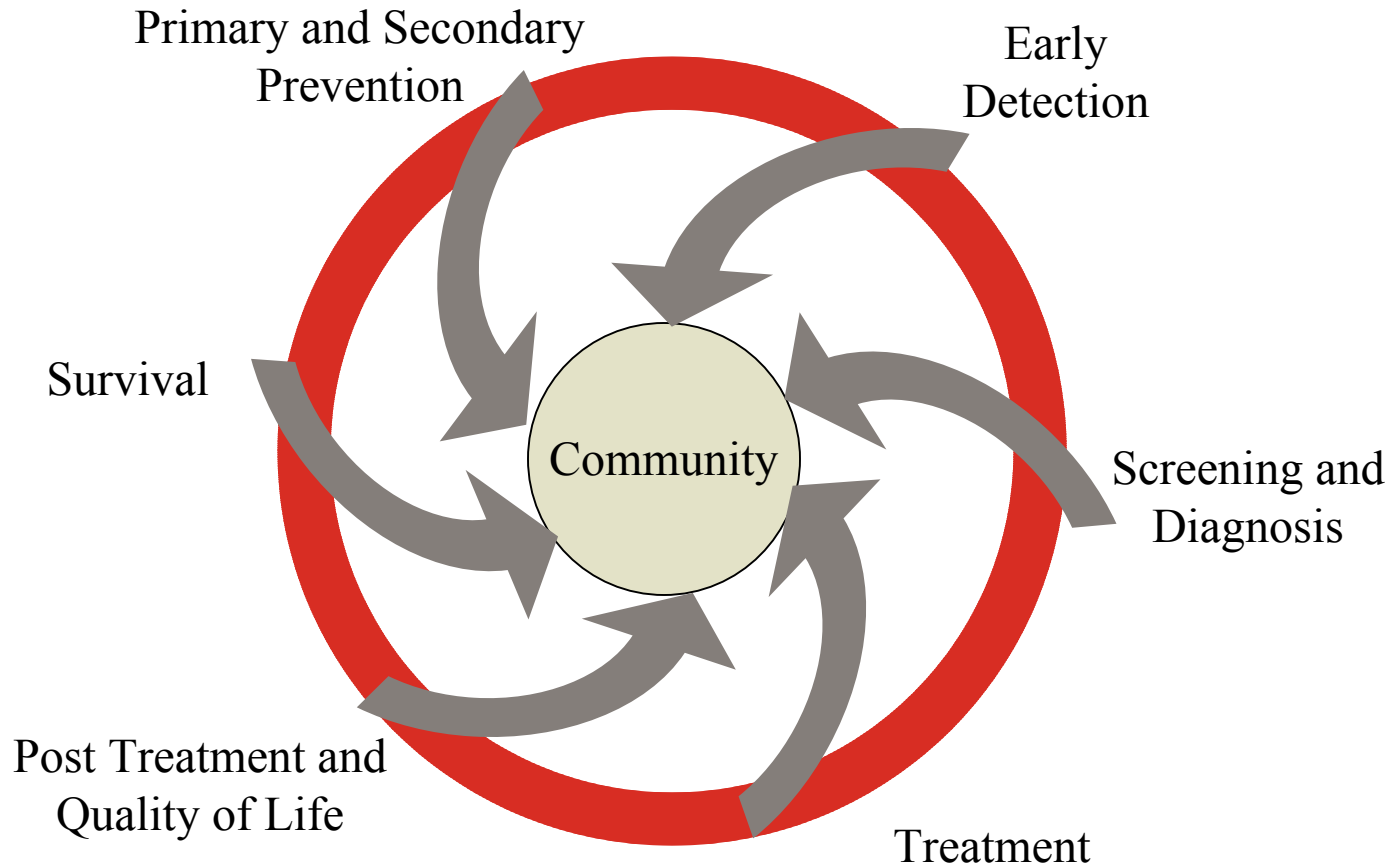 Primary and Secondary
Prevention
Early
Detection
Survival
Community
Screening and
Diagnosis
Post Treatment and
Quality of Life
Treatment